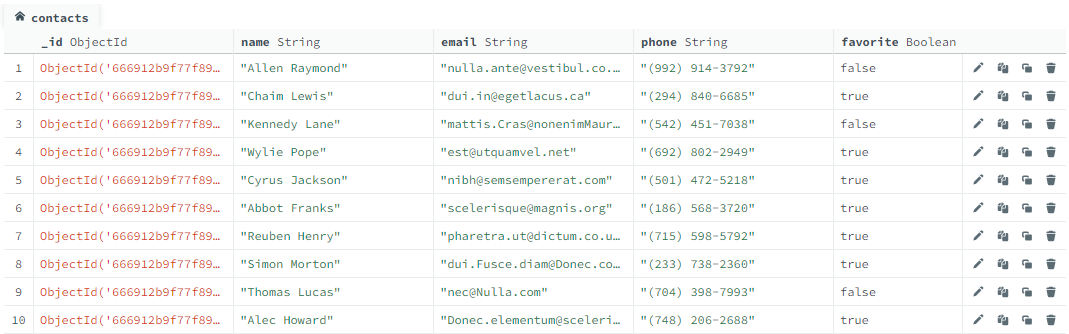 contacts
_id ObjectId name String email String phone String favorite Boolean
1 ObjectId('666912b9f77f89… "Allen Raymond" "nulla.ante@vestibul.co.… "(992) 914-3792" false
2 ObjectId('666912b9f77f89… "Chaim Lewis" "dui.in@egetlacus.ca" "(294) 840-6685" true
3 ObjectId('666912b9f77f89… "Kennedy Lane" "mattis.Cras@nonenimMaur… "(542) 451-7038" false
4 ObjectId('666912b9f77f89… "Wylie Pope" "est@utquamvel.net" "(692) 802-2949" true
5 ObjectId('666912b9f77f89… "Cyrus Jackson" "nibh@semsempererat.com" "(501) 472-5218" true
6 ObjectId('666912b9f77f89… "Abbot Franks" "scelerisque@magnis.org" "(186) 568-3720" true
7 ObjectId('666912b9f77f89… "Reuben Henry" "pharetra.ut@dictum.co.u… "(715) 598-5792" true
8 ObjectId('666912b9f77f89… "Simon Morton" "dui.Fusce.diam@Donec.co… "(233) 738-2360" true
9 ObjectId('666912b9f77f89… "Thomas Lucas" "nec@Nulla.com" "(704) 398-7993" false
10 ObjectId('666912b9f77f89… "Alec Howard" "Donec.elementum@sceleri… "(748) 206-2688" true